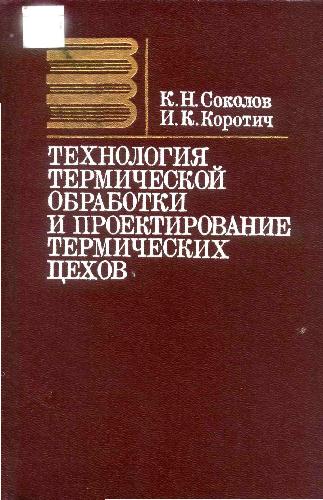 К.Н.Соколов
И.К.Коротич
ТЕХНОЛОГИЯ
ТЕРМИЧЕСКОЙ
ОБРАБОТКИ
И ПРОЕКТИРОВАНИЕ
ТЕРМИЧЕСКИХ
ЦЕХОВ